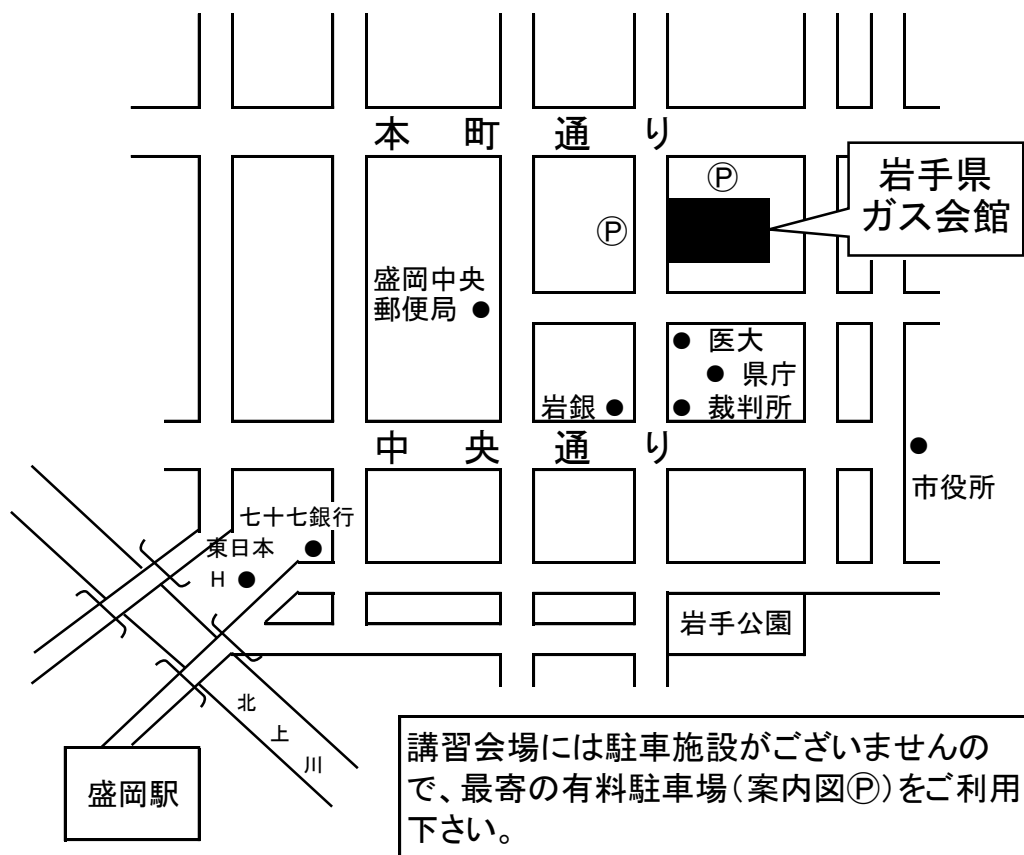 本町通り
Ⓟ
岩手県
ガス会館
Ⓟ
盛岡中央
郵便局
医大
県庁
岩銀
裁判所
中央通り
市役所
七十七銀行
東日本
H
岩手公園
北上川
盛岡駅
講習会場には駐車施設がございませんの
で、最寄の有料駐車場（案内図Ⓟ）をご利用
下さい。